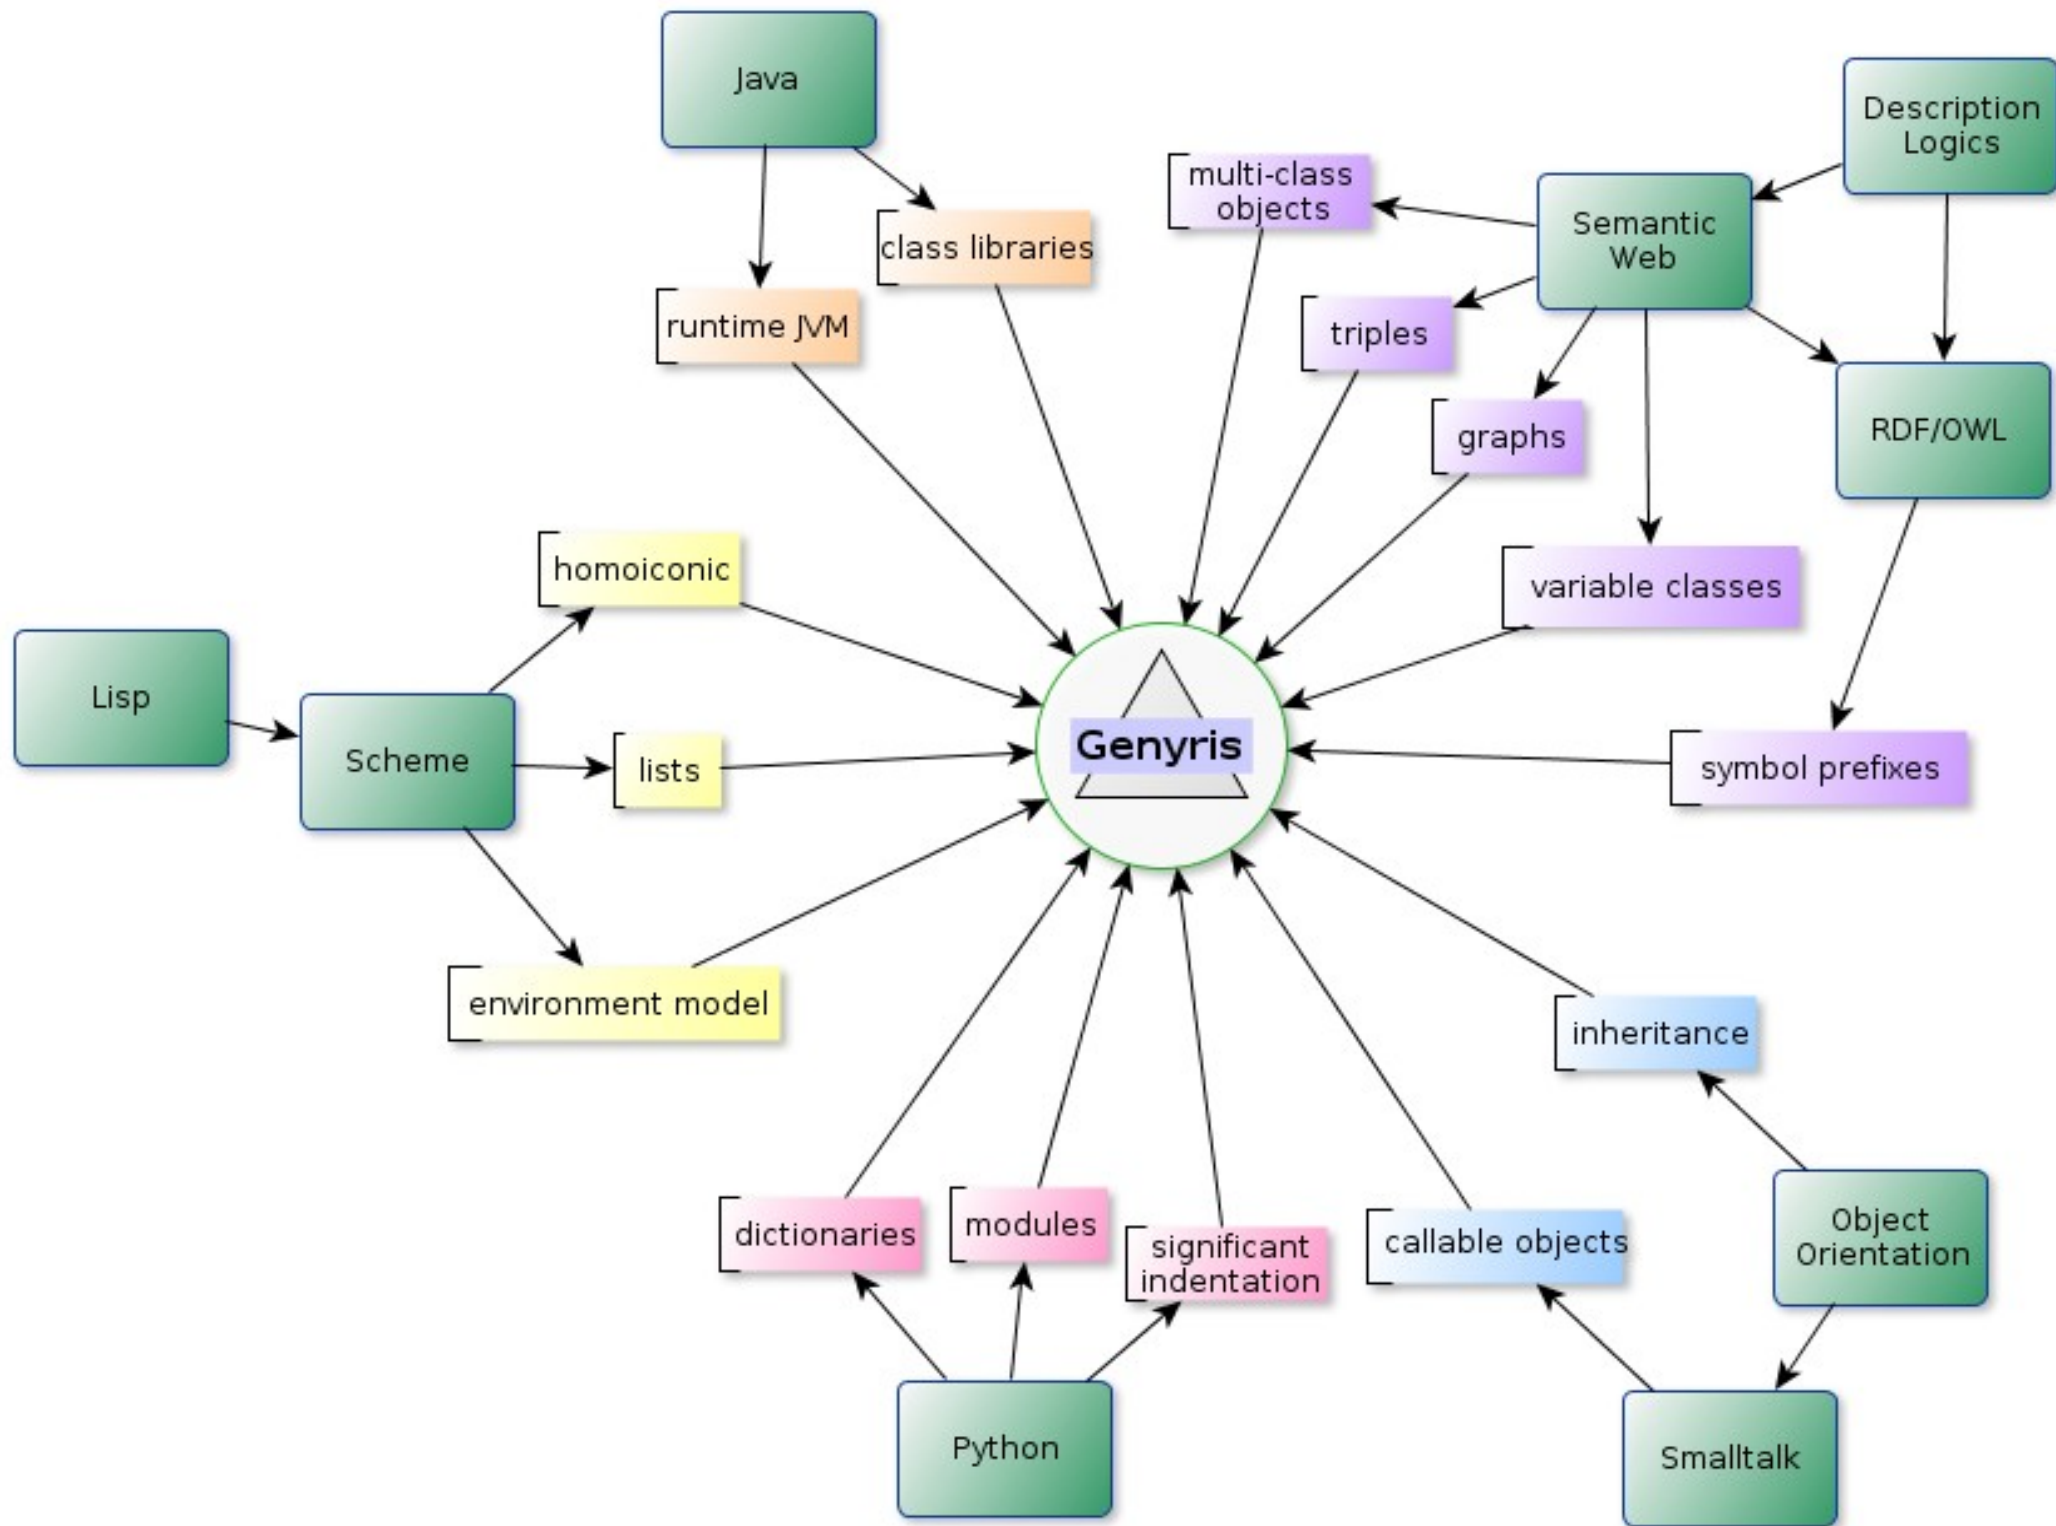 Java
Description
Logics
multi-class
objects
Semantic
Web
class libraries
runtime JVM
triples
graphs
RDF/OWL
homoiconic
variable classes
Lisp
Scheme
lists
Genyris
symbol prefixes
environment model
inheritance
dictionaries
modules
significant
indentation
callable objects
Object
Orientation
Python
Smalltalk